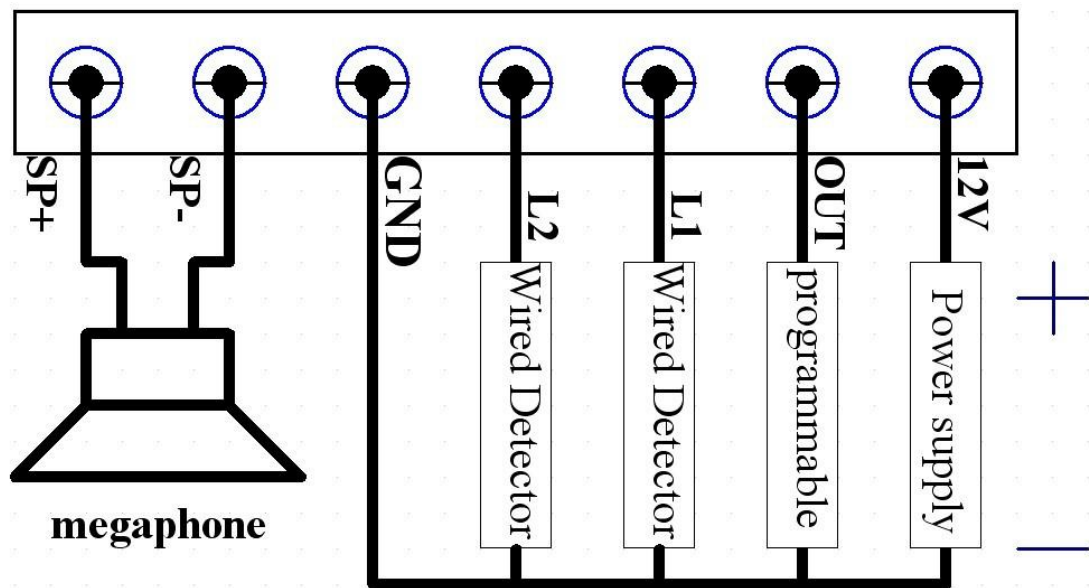 SP+
SP-
GND
L2
L1
OUT
12V
Wired Detector
Wired Detector
programmable
Power supply
megaphone